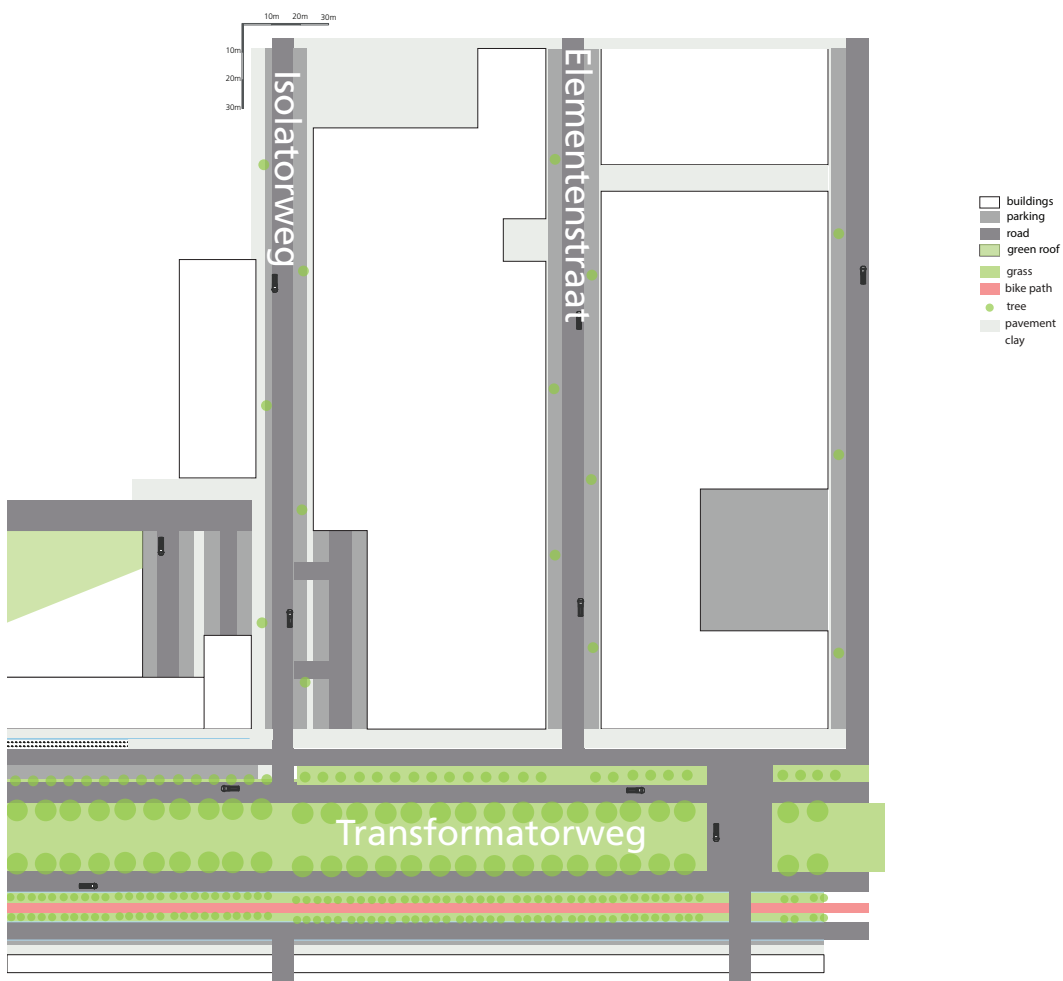 10m 20m 30m
10m
20m
30m
Isolatorweg
Elementenstraat
buildings
parking
road
green roof
grass
bike path
tree
pavement
clay
Transformatorweg